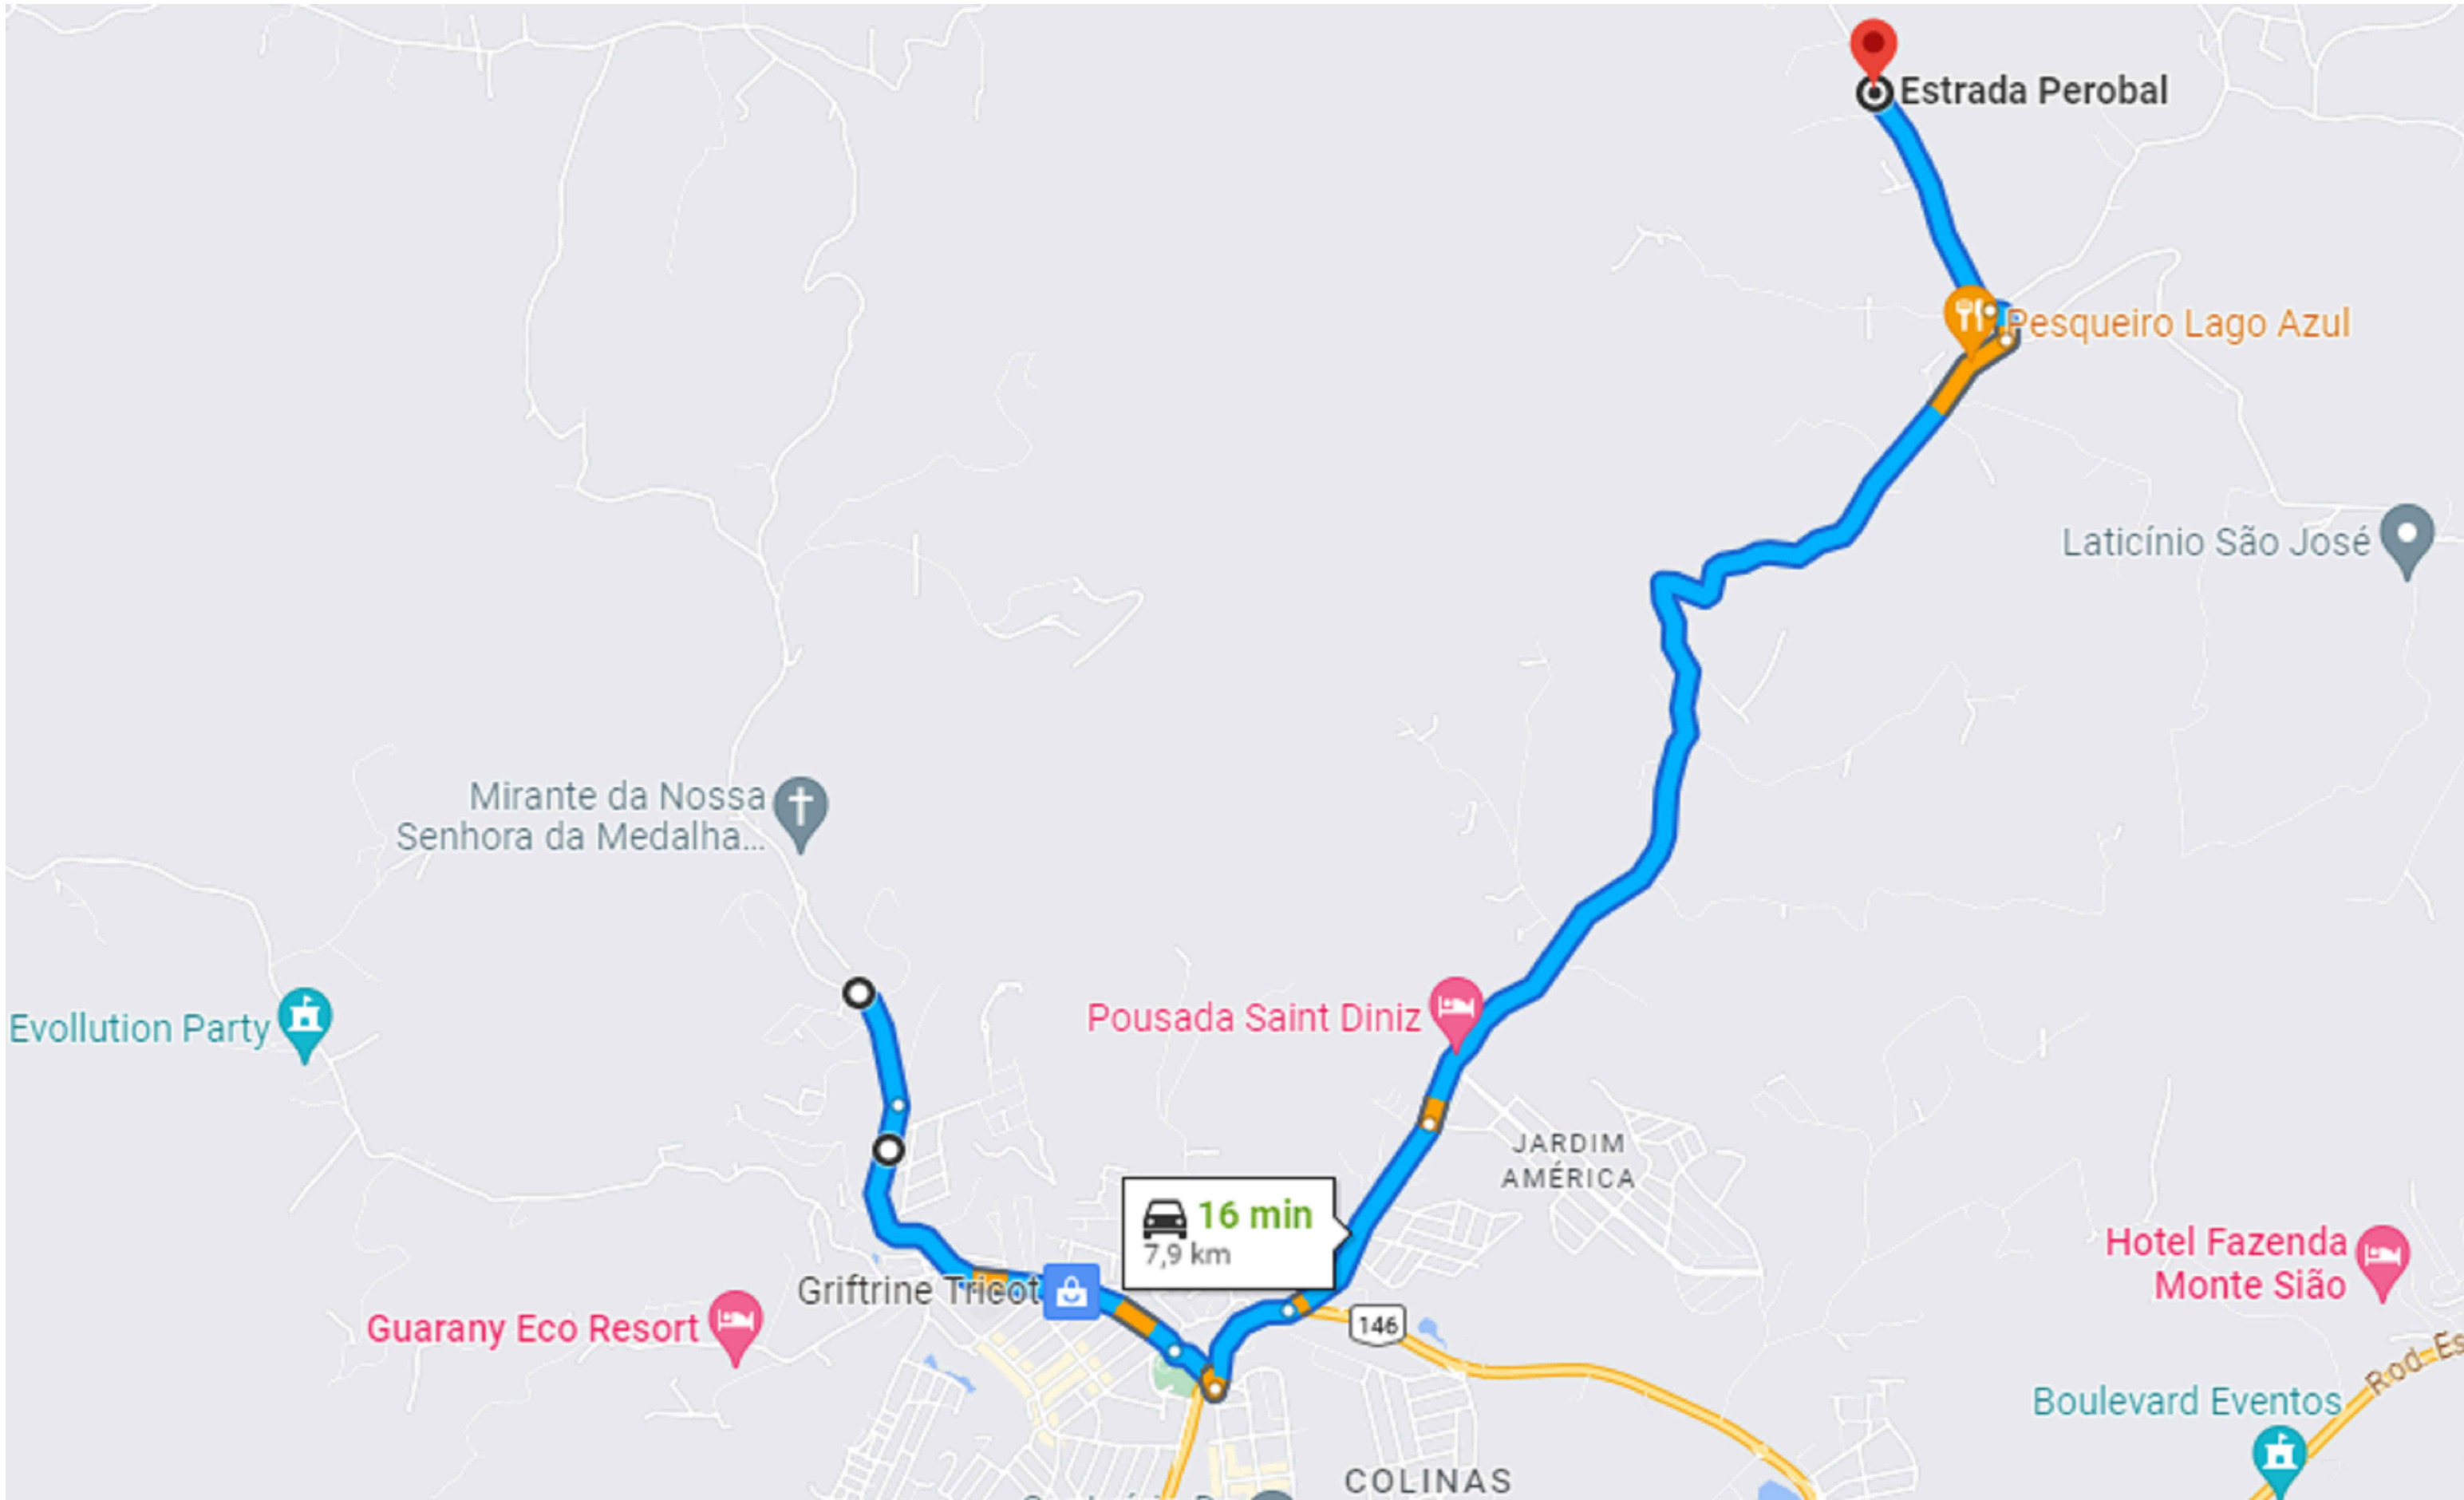 Estrada Perobal
Pesqueiro Lago Azul
Laticínio São José
Mirante da Nossa
Senhora da Medalha...
Evollution Party
Pousada Saint Diniz
JARDIM
AMÉRICA
16 min
7,9 km
Griftrine Tricot
Guarany Eco Resort
146
Hotel Fazenda
Monte Sião
Rod. Es
Boulevard Eventos
COLINAS